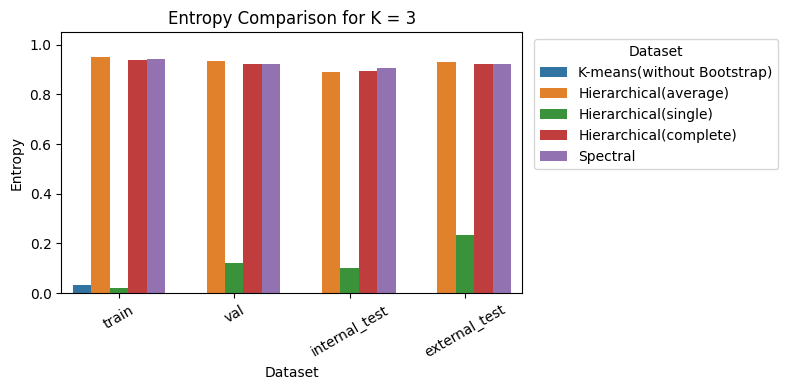 Entropy Comparison for K = 3
Entropy
1.0
0.8
0.6
0.4
0.2
0.0
train
val
internal_test
external_test
Dataset
Dataset
K-means(without Bootstrap)
Hierarchical(average)
Hierarchical(single)
Hierarchical(complete)
Spectral